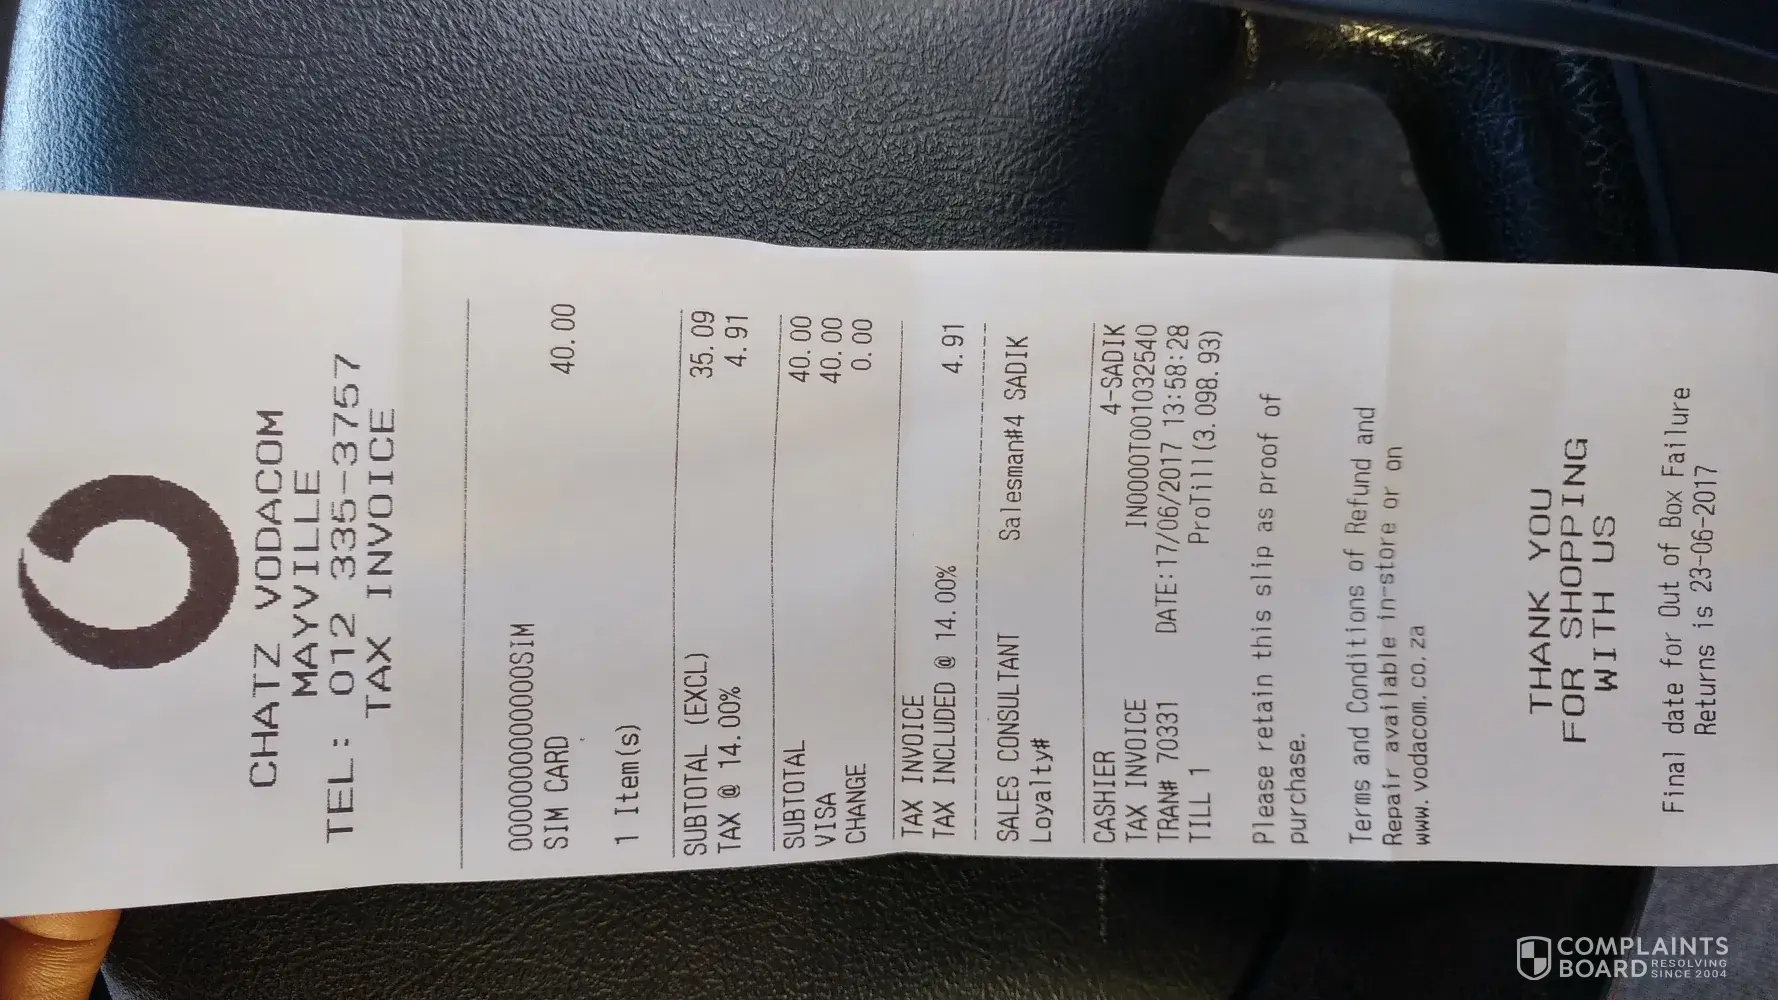 CHATZ VODACOM
MAYVILLE
TEL: 012 335-3757
TAX INVOICE
0000000000000SIM
SIM CARD 40.00
1 Item(s)
SUBTOTAL (EXCL) 35.09
TAX @ 14.00% 4.91
SUBTOTAL 40.00
VISA 40.00
CHANGE 0.00
TAX INVOICE
TAX INCLUDED @ 14.00% 4.91
SALES CONSULTANT Salesman#4 SADIK
Loyalty#
CASHIER 4-SADIK
TAX INVOICE IN0000T001032540
TRAN# 70331 DATE:17/06/2017 13:58:28
TILL 1 ProTill(3.098.93)
Please retain this slip as proof of
purchase.
Terms and Conditions of Refund and
Repair available in-store or on
www.vodacom.co.za
THANK YOU
FOR SHOPPING
WITH US
Final date for Out of Box Failure
Returns is 23-06-2017
COMPLAINTS
BOARD RESOLVING
SINCE 2004